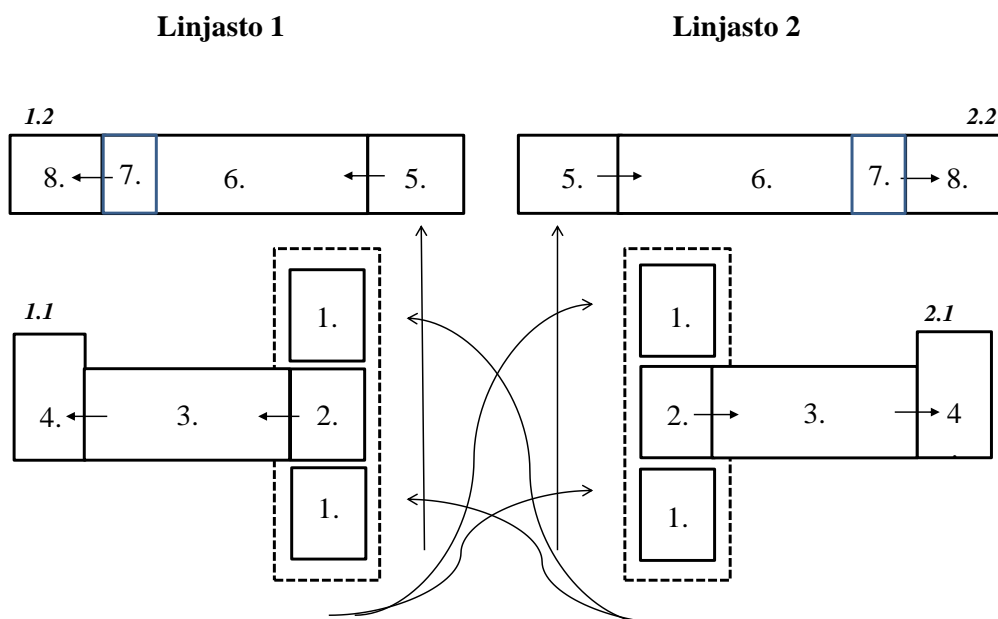 Linjasto 1 Linjasto 2
1.2 2.2
8. 7. 6. 5. 5. 6. 7. 8.
1.1 1. 1. 2.1
4. 3. 2. 2. 3. 4
.
1. 1.